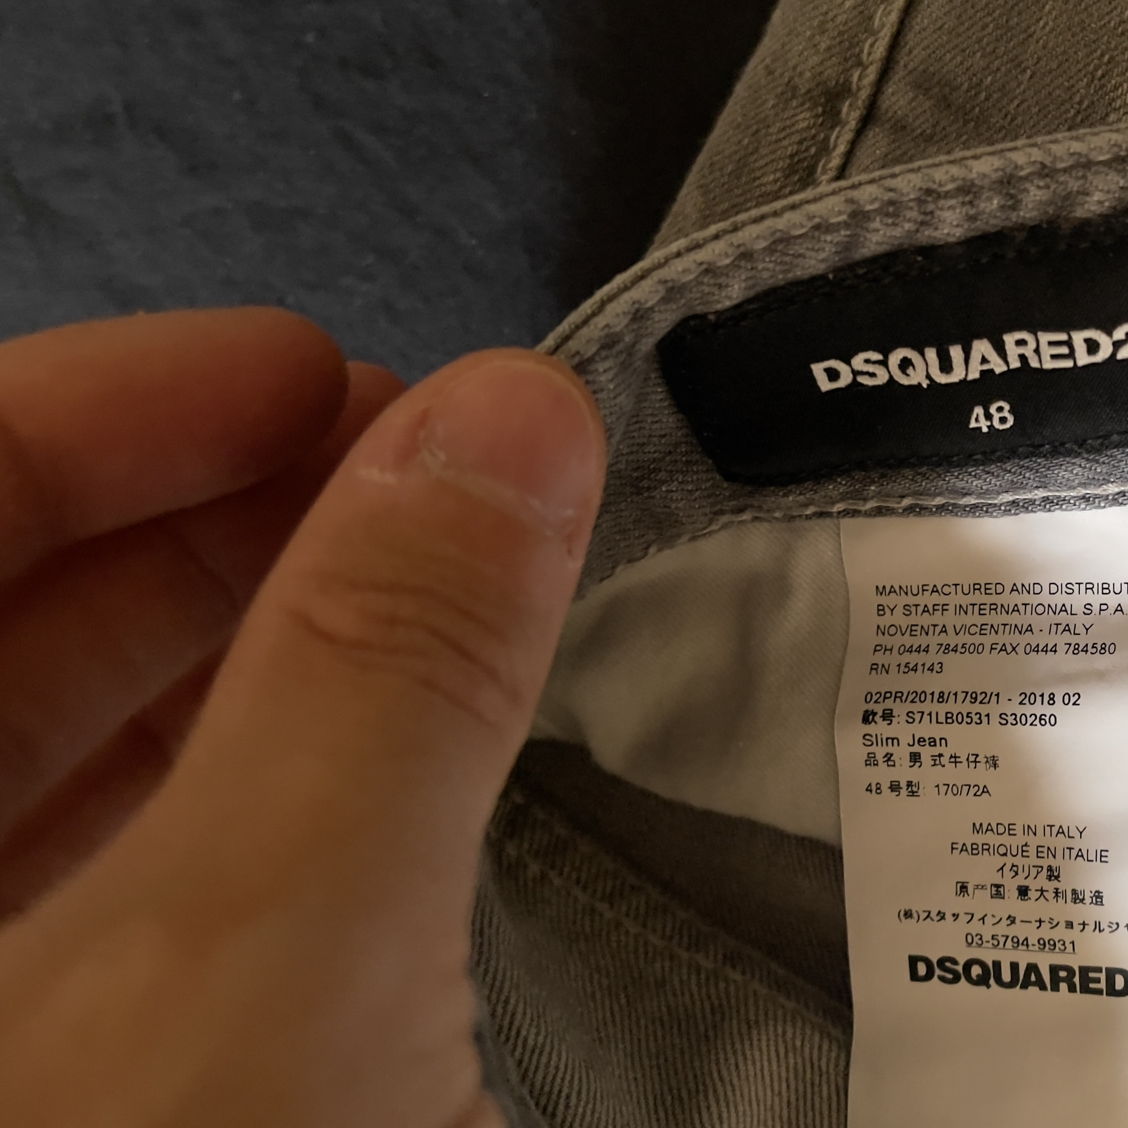 DSQUARED2
48
MANUFACTURED AND DISTRIBUT
BY STAFF INTERNATIONAL S.P.A.
NOVENTA VICENTINA - ITALY
PH 0444 784500 FAX 0444 784580
RN 154143
02PR/2018/1792/1 - 2018 02
款号: S71LB0531 S30260
Slim Jean
品名: 男式牛仔裤
48 号型: 170/72A
MADE IN ITALY
FABRIQUÉ EN ITALIE
イタリア製
原产国: 意大利製造
(株)スタッフインターナショナルジャ
03-5794-9931
DSQUARED